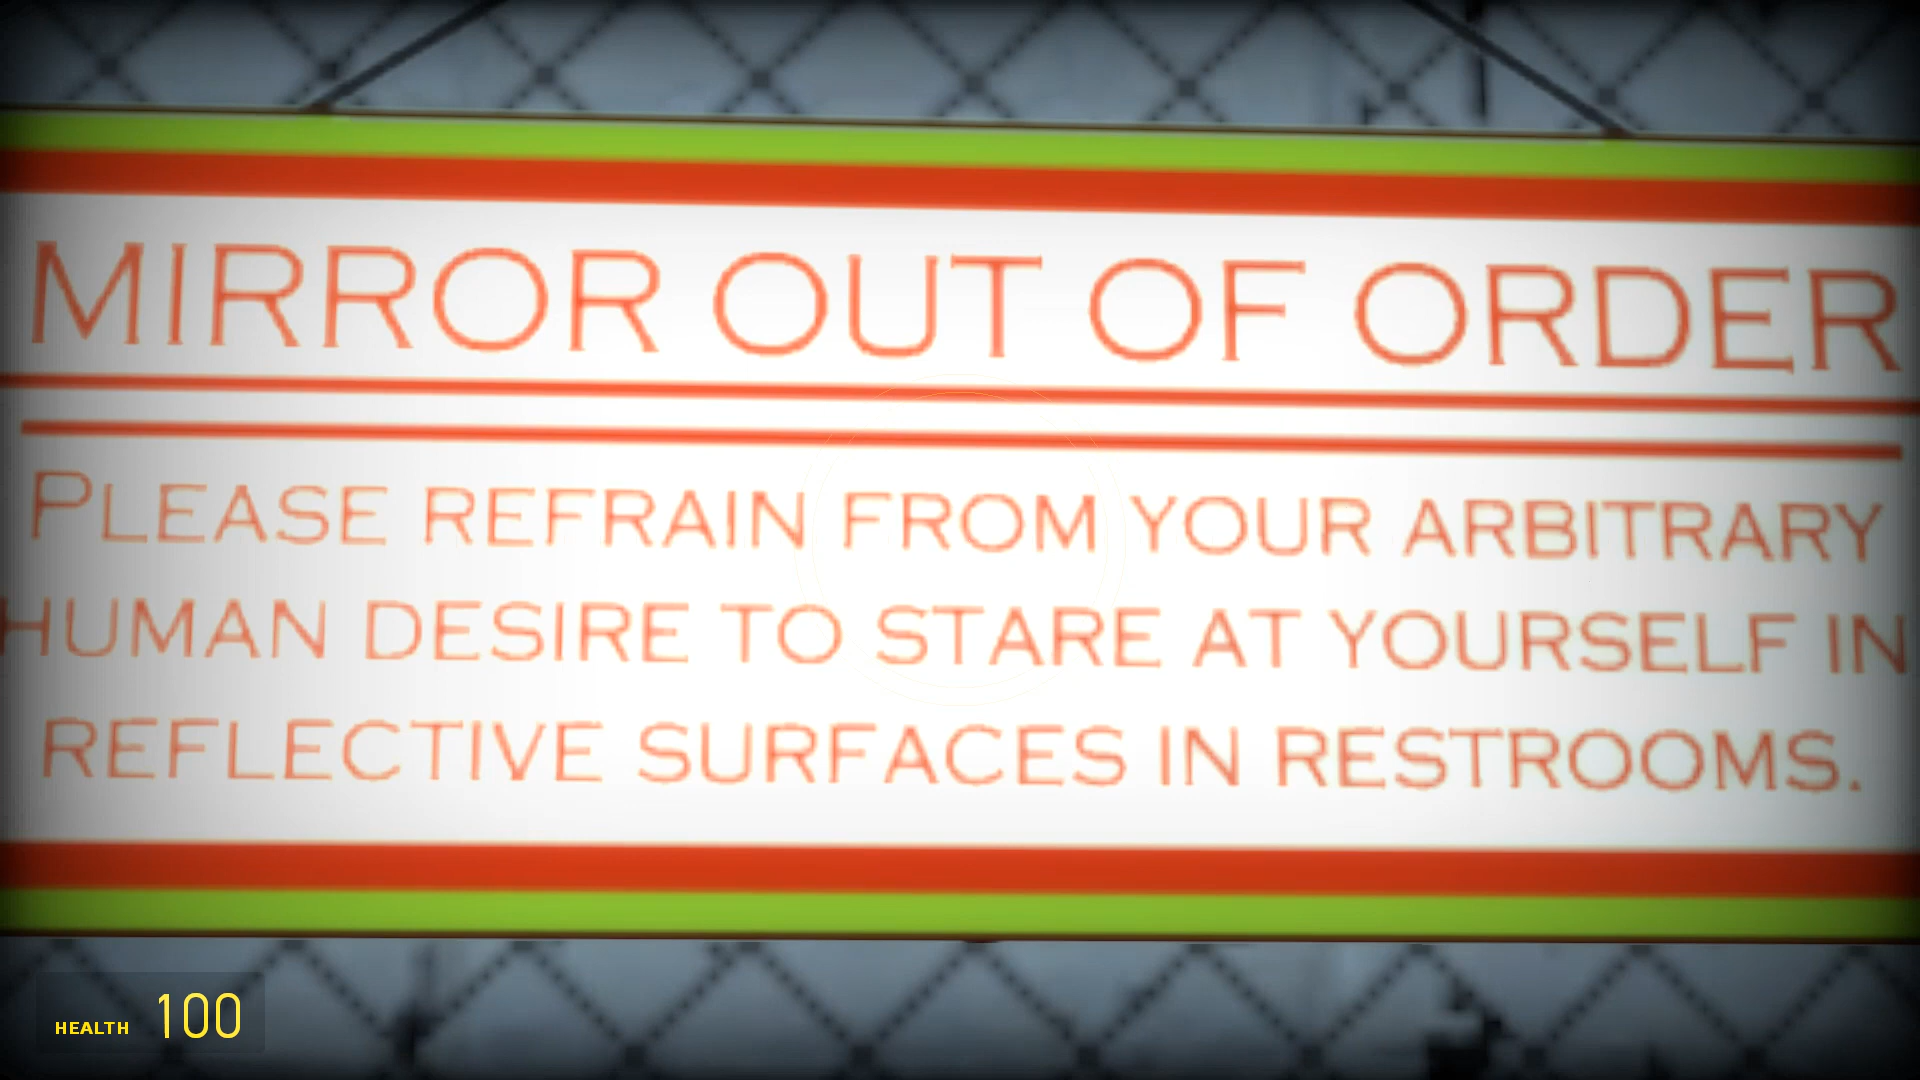 MIRROR OUT OF ORDER
PLEASE REFRAIN FROM YOUR ARBITRARY
HUMAN DESIRE TO STARE AT YOURSELF IN
REFLECTIVE SURFACES IN RESTROOMS.
HEALTH 100